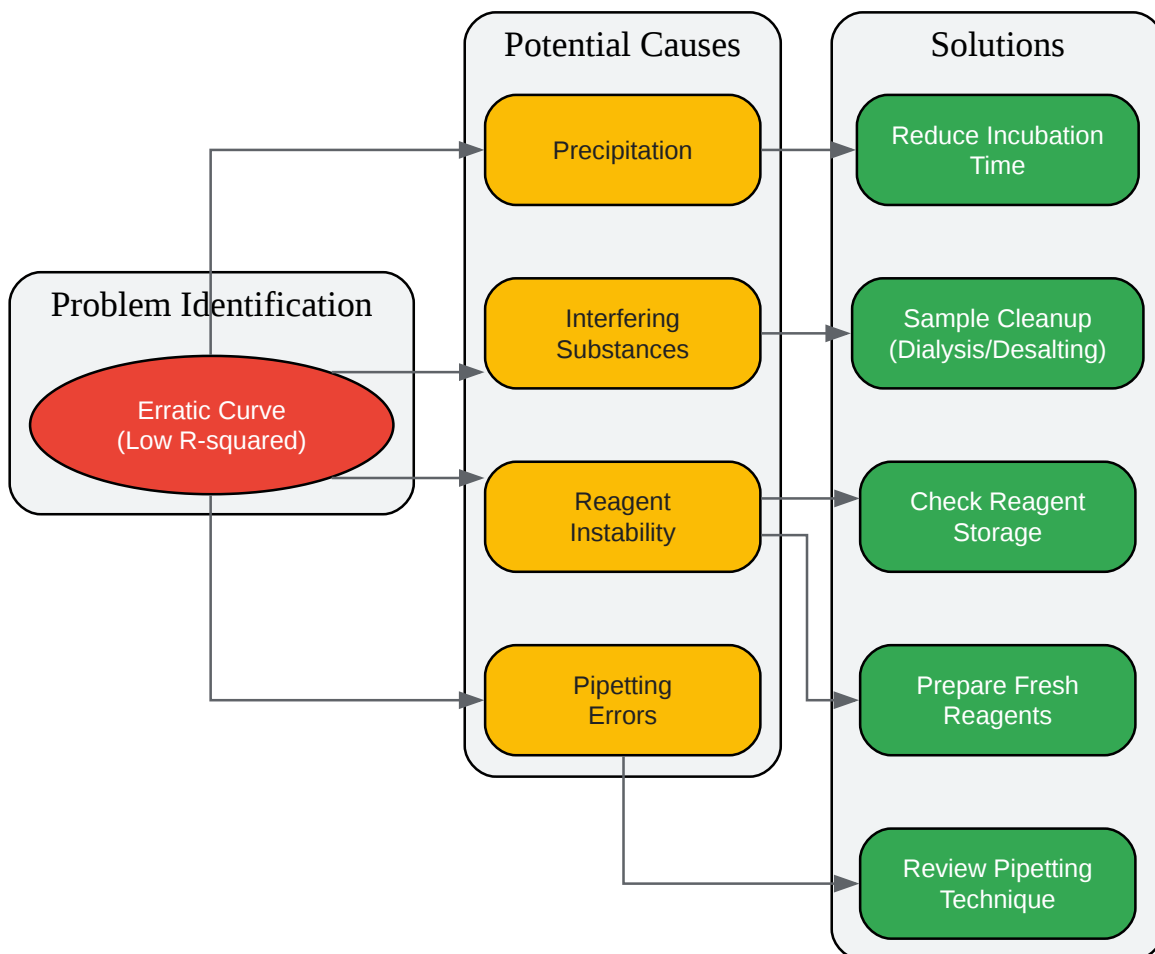 Potential Causes
Solutions
Precipitation
Reduce Incubation
Time
Problem Identification
Interfering
Substances
Sample Cleanup
(Dialysis/Desalting)
Erratic Curve
(Low R-squared)
Reagent
Instability
Check Reagent
Storage
Pipetting
Errors
Prepare Fresh
Reagents
Review Pipetting
Technique